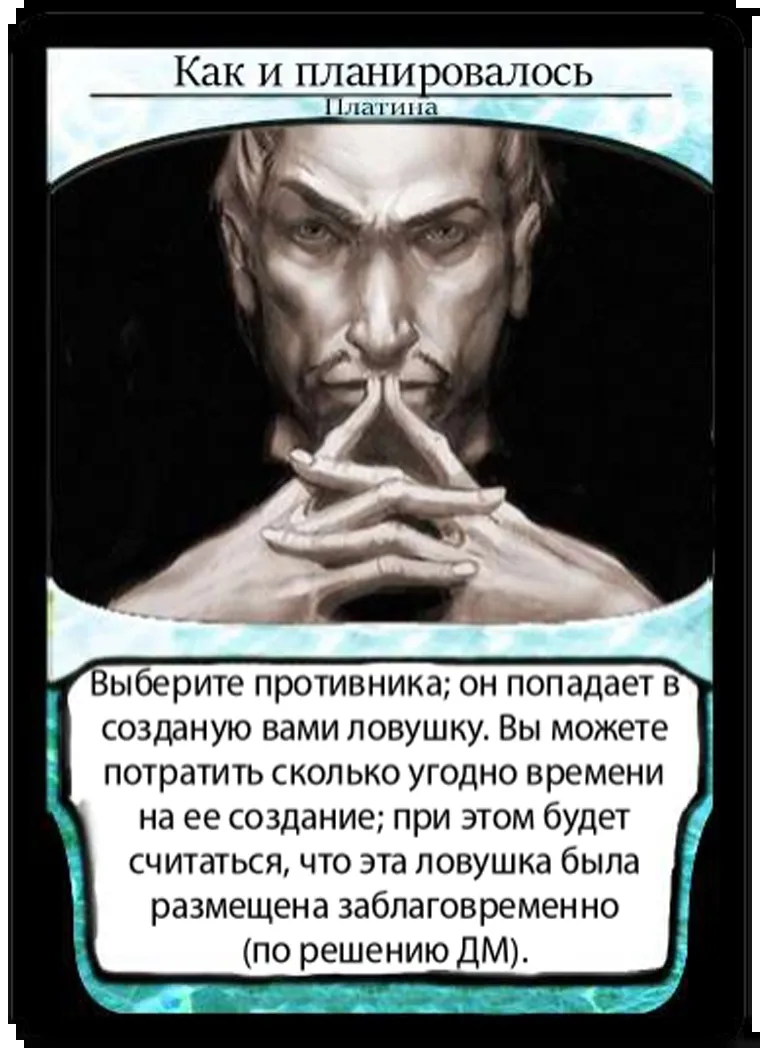 Как и планировалось
Платина
Выберите противника; он попадает в
созданую вами ловушку. Вы можете
потратить сколько угодно времени
на ее создание; при этом будет
считаться, что эта ловушка была
размещена заблаговременно
(по решению ДМ).